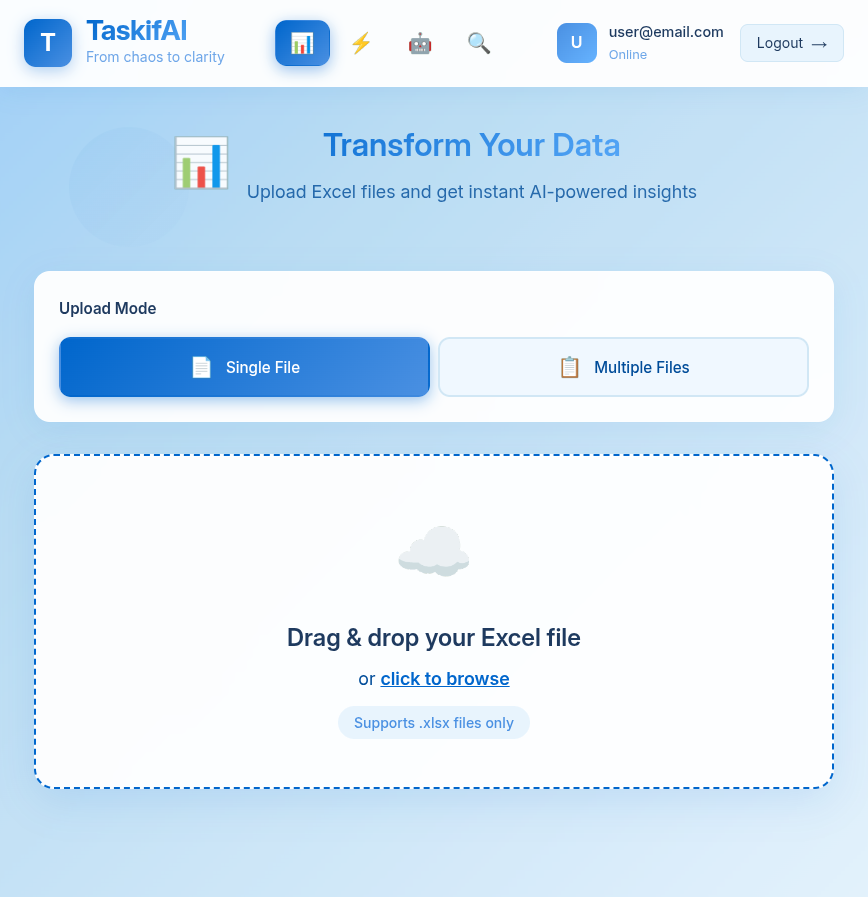 T
TaskifAI
From chaos to clarity
U
user@email.com
Online
Logout →
Transform Your Data
Upload Excel files and get instant AI-powered insights
Upload Mode
Single File
Multiple Files
Drag & drop your Excel file
or click to browse
Supports .xlsx files only